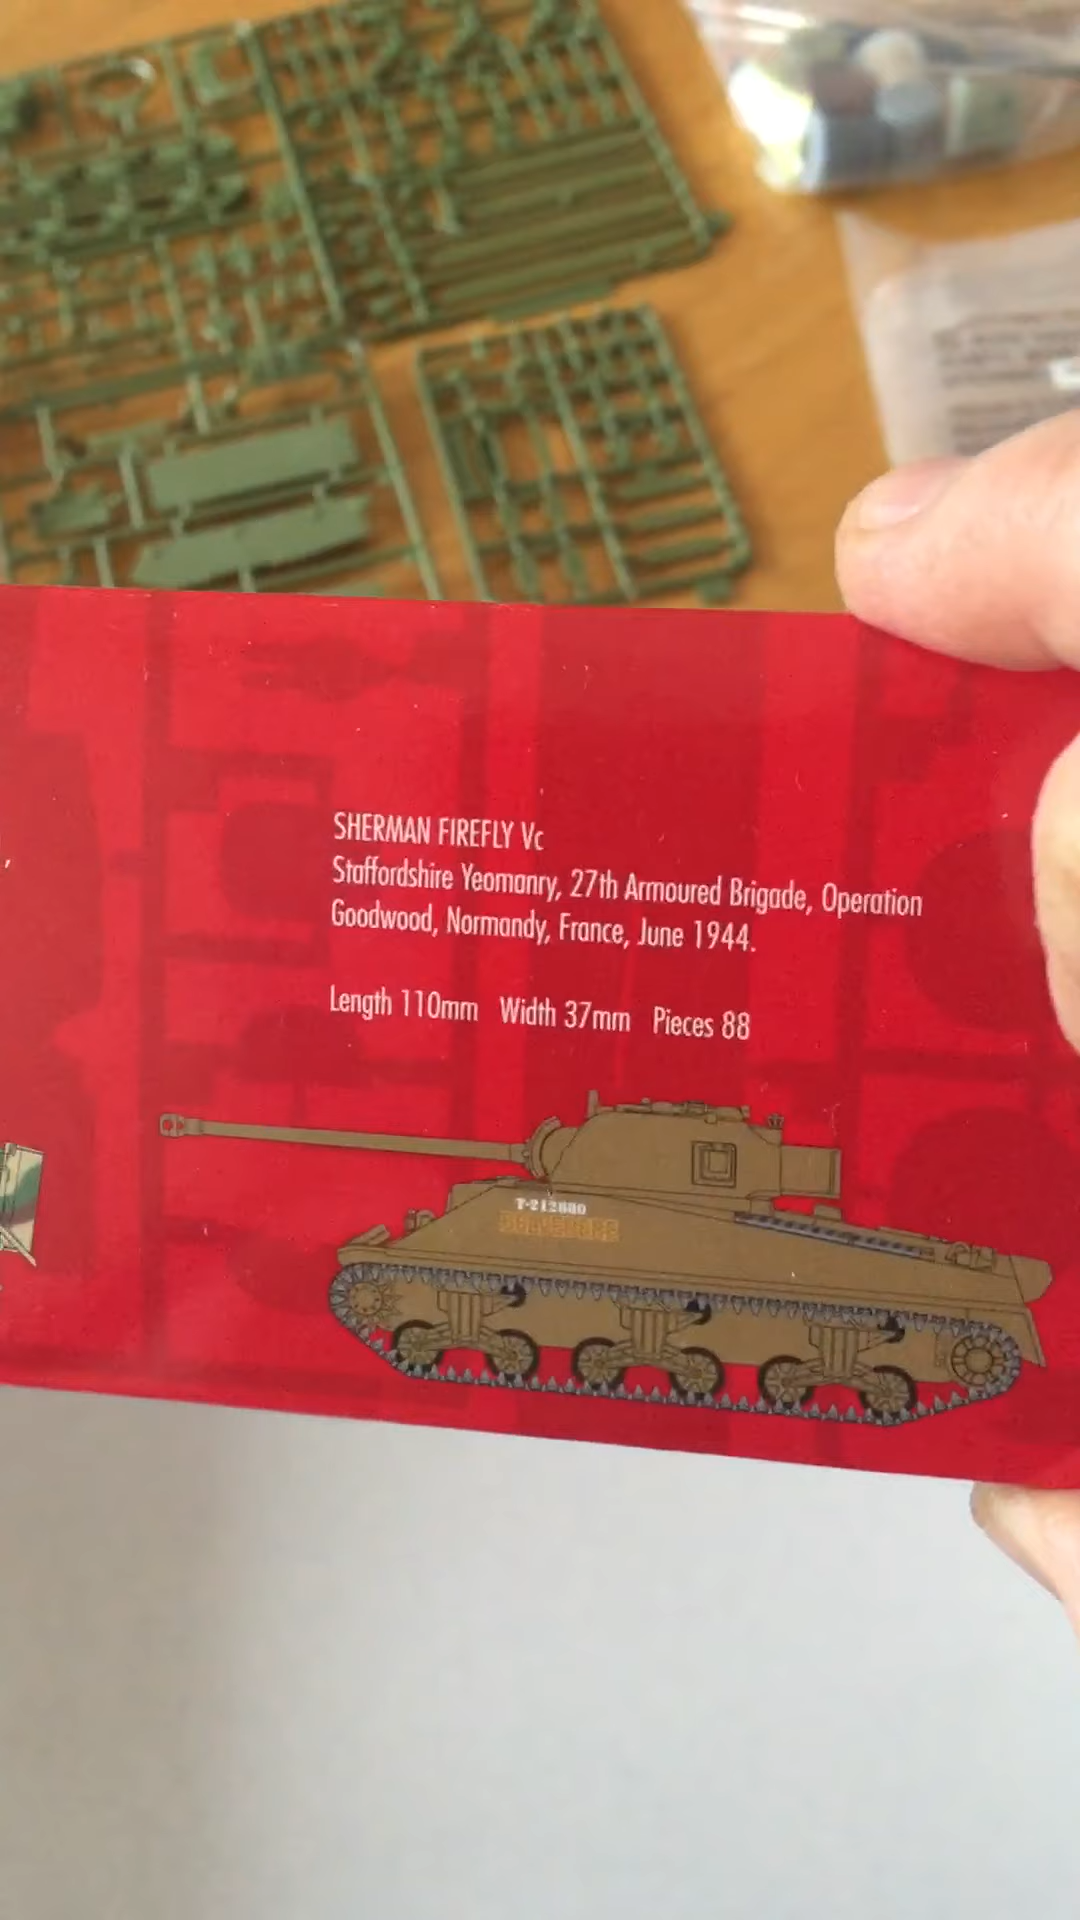 SHERMAN FIREFLY Vc
Staffordshire Yeomanry, 27th Armoured Brigade, Operation
Goodwood, Normandy, France, June 1944.
Length 110mm Width 37mm Pieces 88
T-212680